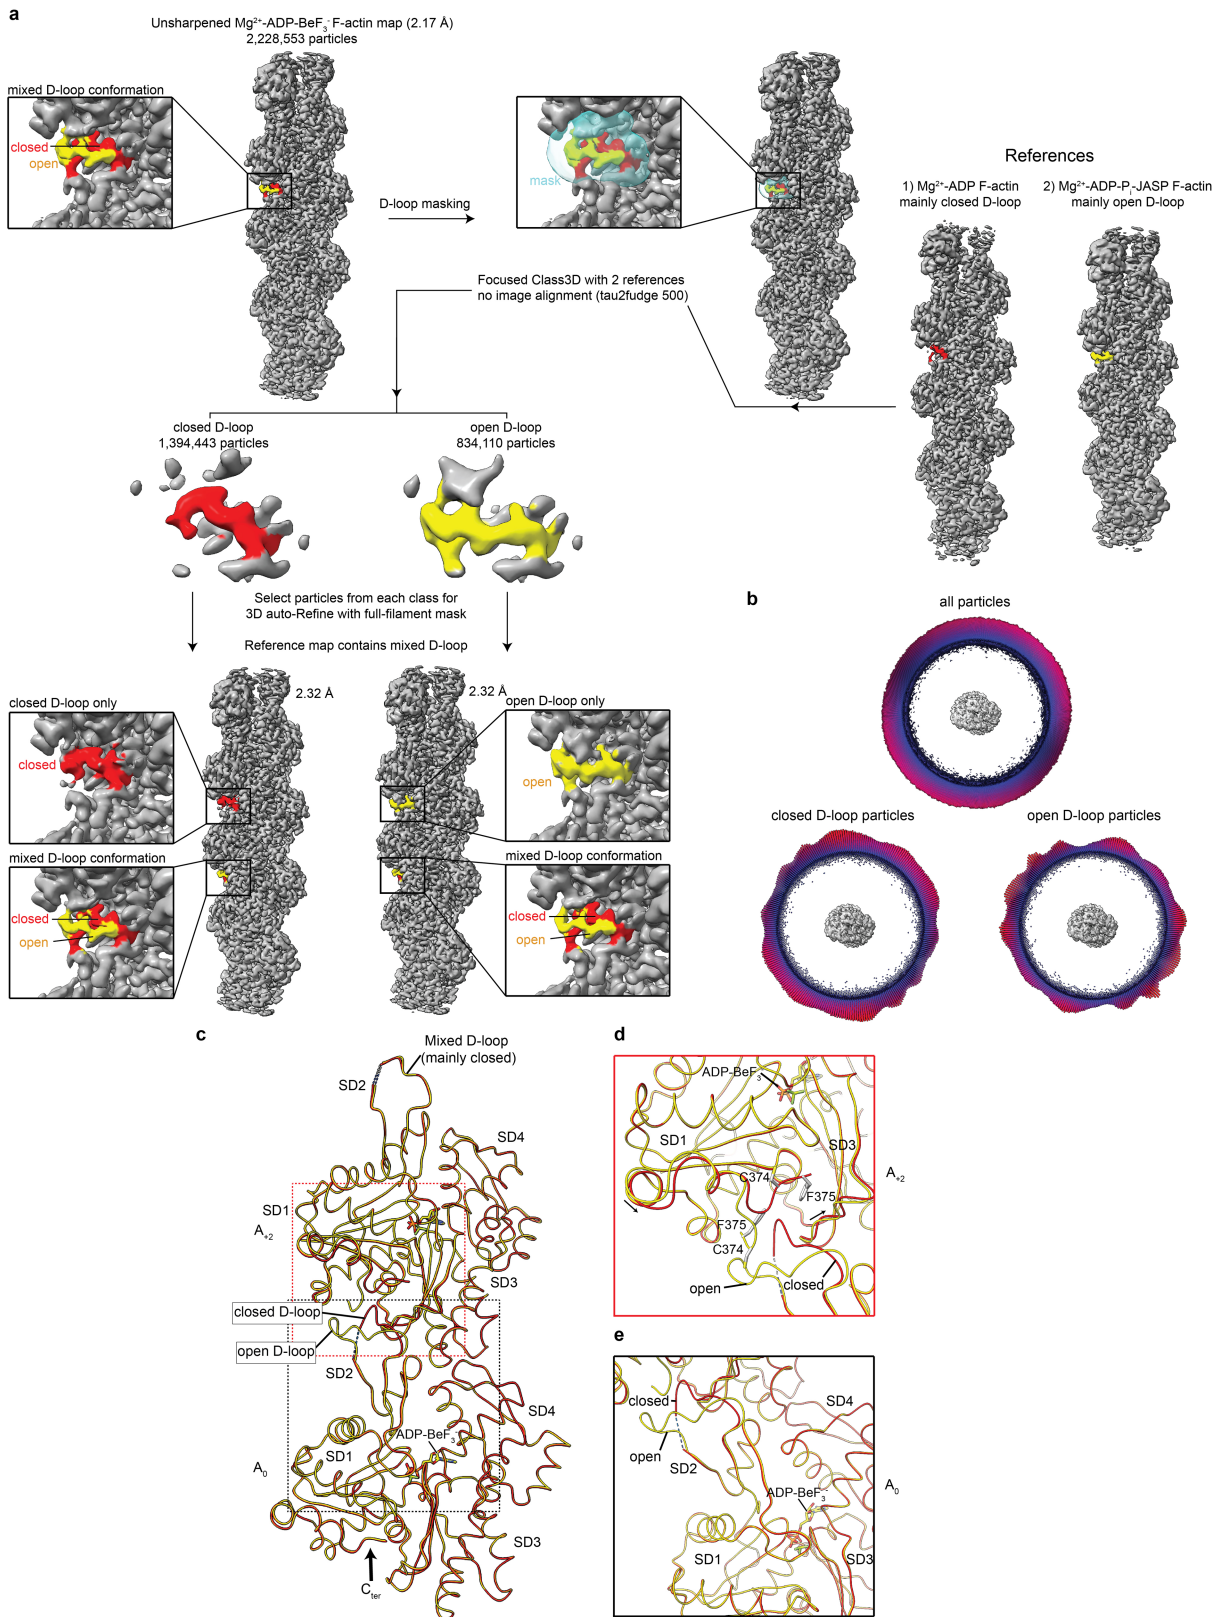 a
Unsharpened Mg²⁺-ADP-BeF₃⁻ F-actin map (2.17 Å)
2,228,553 particles
mixed D-loop conformation
closed
open
D-loop masking
mask
References
1) Mg²⁺-ADP F-actin
mainly closed D-loop
2) Mg²⁺-ADP-Pᵢ-JASP F-actin
mainly open D-loop
Focused Class3D with 2 references
no image alignment (tau2fudge 500)
closed D-loop
1,394,443 particles
open D-loop
834,110 particles
Select particles from each class for
3D auto-Refine with full-filament mask
Reference map contains mixed D-loop
2.32 Å
2.32 Å
closed D-loop only
closed
open D-loop only
open
mixed D-loop conformation
closed
open
mixed D-loop conformation
closed
open
b
all particles
closed D-loop particles
open D-loop particles
c
Mixed D-loop
(mainly closed)
SD2
SD4
SD1
A₊₂
SD3
closed D-loop
open D-loop
SD2
SD4
ADP-BeF₃⁻
SD1
A₀
SD3
C_ter
d
ADP-BeF₃⁻
SD1
SD3
A₊₂
C374
F375
F375
C374
open
closed
e
closed
SD4
open
SD2
ADP-BeF₃⁻
A₀
SD1
SD3